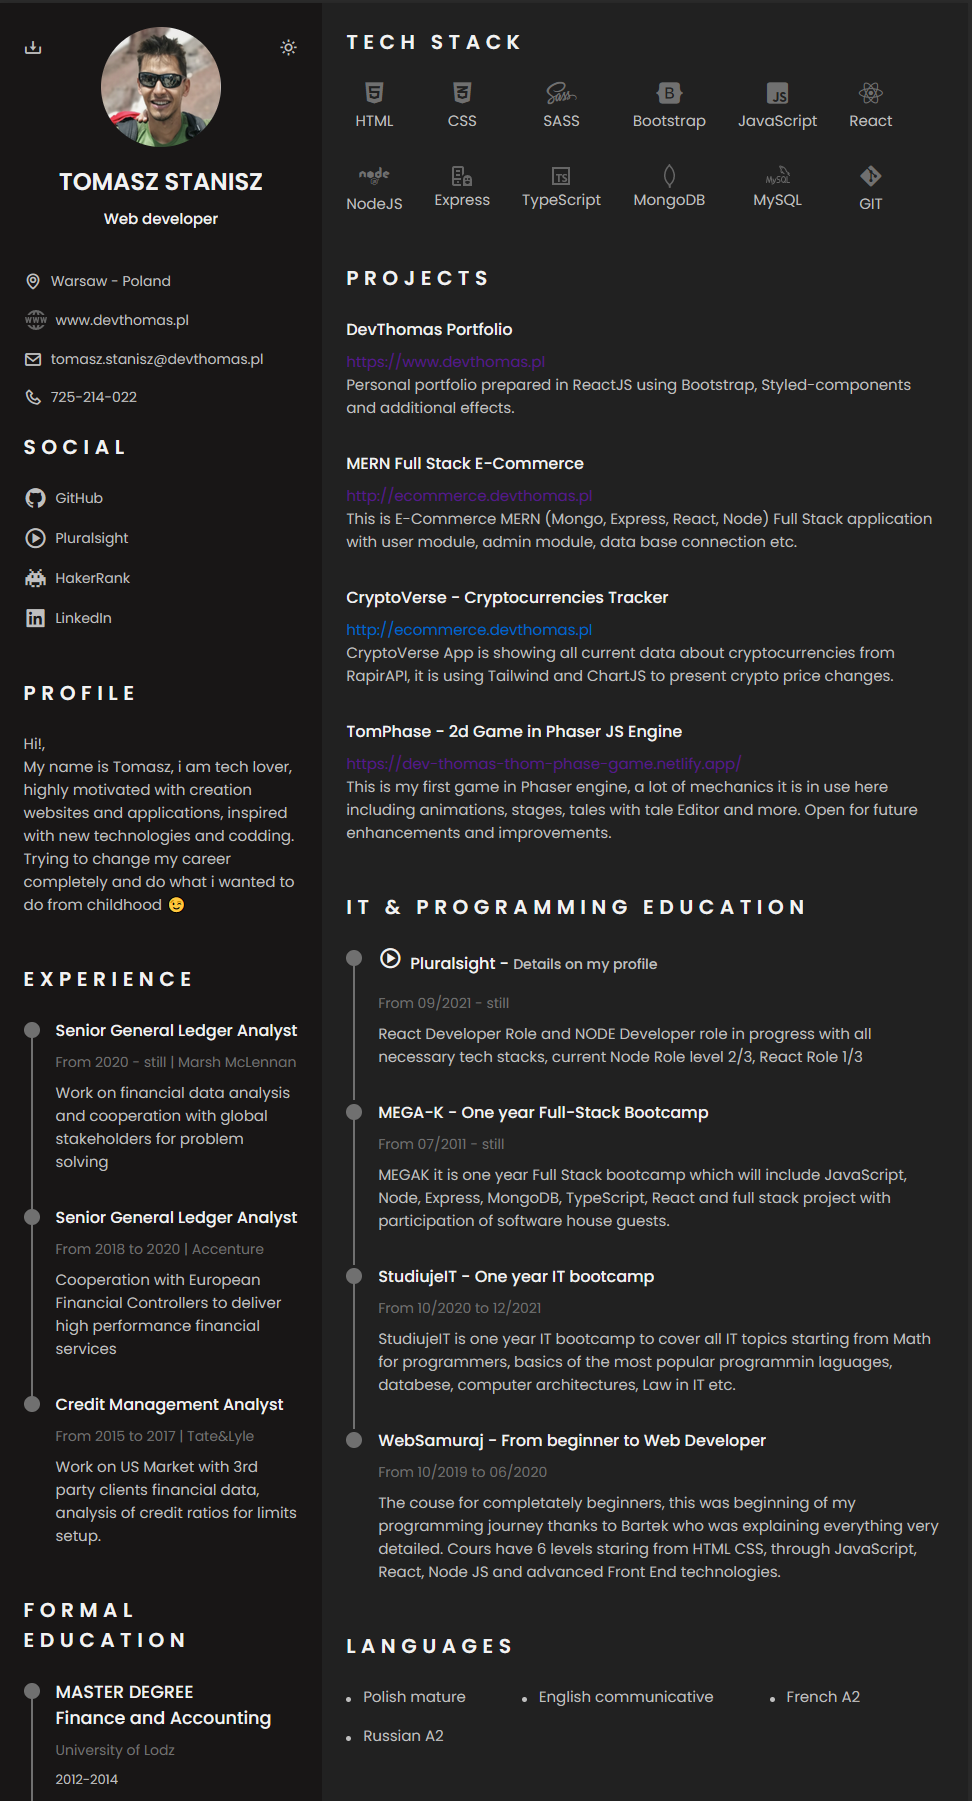 TOMASZ STANISZ
Web developer
Warsaw - Poland
www.devthomas.pl
tomasz.stanisz@devthomas.pl
725-214-022
SOCIAL
GitHub
Pluralsight
HakerRank
LinkedIn
PROFILE
Hi!,
My name is Tomasz, i am tech lover,
highly motivated with creation
websites and applications, inspired
with new technologies and codding.
Trying to change my career
completely and do what i wanted to
do from childhood 😉
EXPERIENCE
Senior General Ledger Analyst
From 2020 - still | Marsh McLennan
Work on financial data analysis
and cooperation with global
stakeholders for problem
solving
Senior General Ledger Analyst
From 2018 to 2020 | Accenture
Cooperation with European
Financial Controllers to deliver
high performance financial
services
Credit Management Analyst
From 2015 to 2017 | Tate&Lyle
Work on US Market with 3rd
party clients financial data,
analysis of credit ratios for limits
setup.
FORMAL
EDUCATION
MASTER DEGREE
Finance and Accounting
University of Lodz
2012-2014
TECH STACK
HTML CSS SASS Bootstrap JavaScript React
NodeJS Express TypeScript MongoDB MySQL GIT
PROJECTS
DevThomas Portfolio
https://www.devthomas.pl
Personal portfolio prepared in ReactJS using Bootstrap, Styled-components
and additional effects.
MERN Full Stack E-Commerce
http://ecommerce.devthomas.pl
This is E-Commerce MERN (Mongo, Express, React, Node) Full Stack application
with user module, admin module, data base connection etc.
CryptoVerse - Cryptocurrencies Tracker
http://ecommerce.devthomas.pl
CryptoVerse App is showing all current data about cryptocurrencies from
RapirAPI, it is using Tailwind and ChartJS to present crypto price changes.
TomPhase - 2d Game in Phaser JS Engine
https://dev-thomas-thom-phase-game.netlify.app/
This is my first game in Phaser engine, a lot of mechanics it is in use here
including animations, stages, tales with tale Editor and more. Open for future
enhancements and improvements.
IT & PROGRAMMING EDUCATION
Pluralsight - Details on my profile
From 09/2021 - still
React Developer Role and NODE Developer role in progress with all
necessary tech stacks, current Node Role level 2/3, React Role 1/3
MEGA-K - One year Full-Stack Bootcamp
From 07/2011 - still
MEGAK it is one year Full Stack bootcamp which will include JavaScript,
Node, Express, MongoDB, TypeScript, React and full stack project with
participation of software house guests.
StudiujeIT - One year IT bootcamp
From 10/2020 to 12/2021
StudiujeIT is one year IT bootcamp to cover all IT topics starting from Math
for programmers, basics of the most popular programmin laguages,
databese, computer architectures, Law in IT etc.
WebSamuraj - From beginner to Web Developer
From 10/2019 to 06/2020
The couse for completately beginners, this was beginning of my
programming journey thanks to Bartek who was explaining everything very
detailed. Cours have 6 levels staring from HTML CSS, through JavaScript,
React, Node JS and advanced Front End technologies.
LANGUAGES
Polish mature English communicative French A2
Russian A2